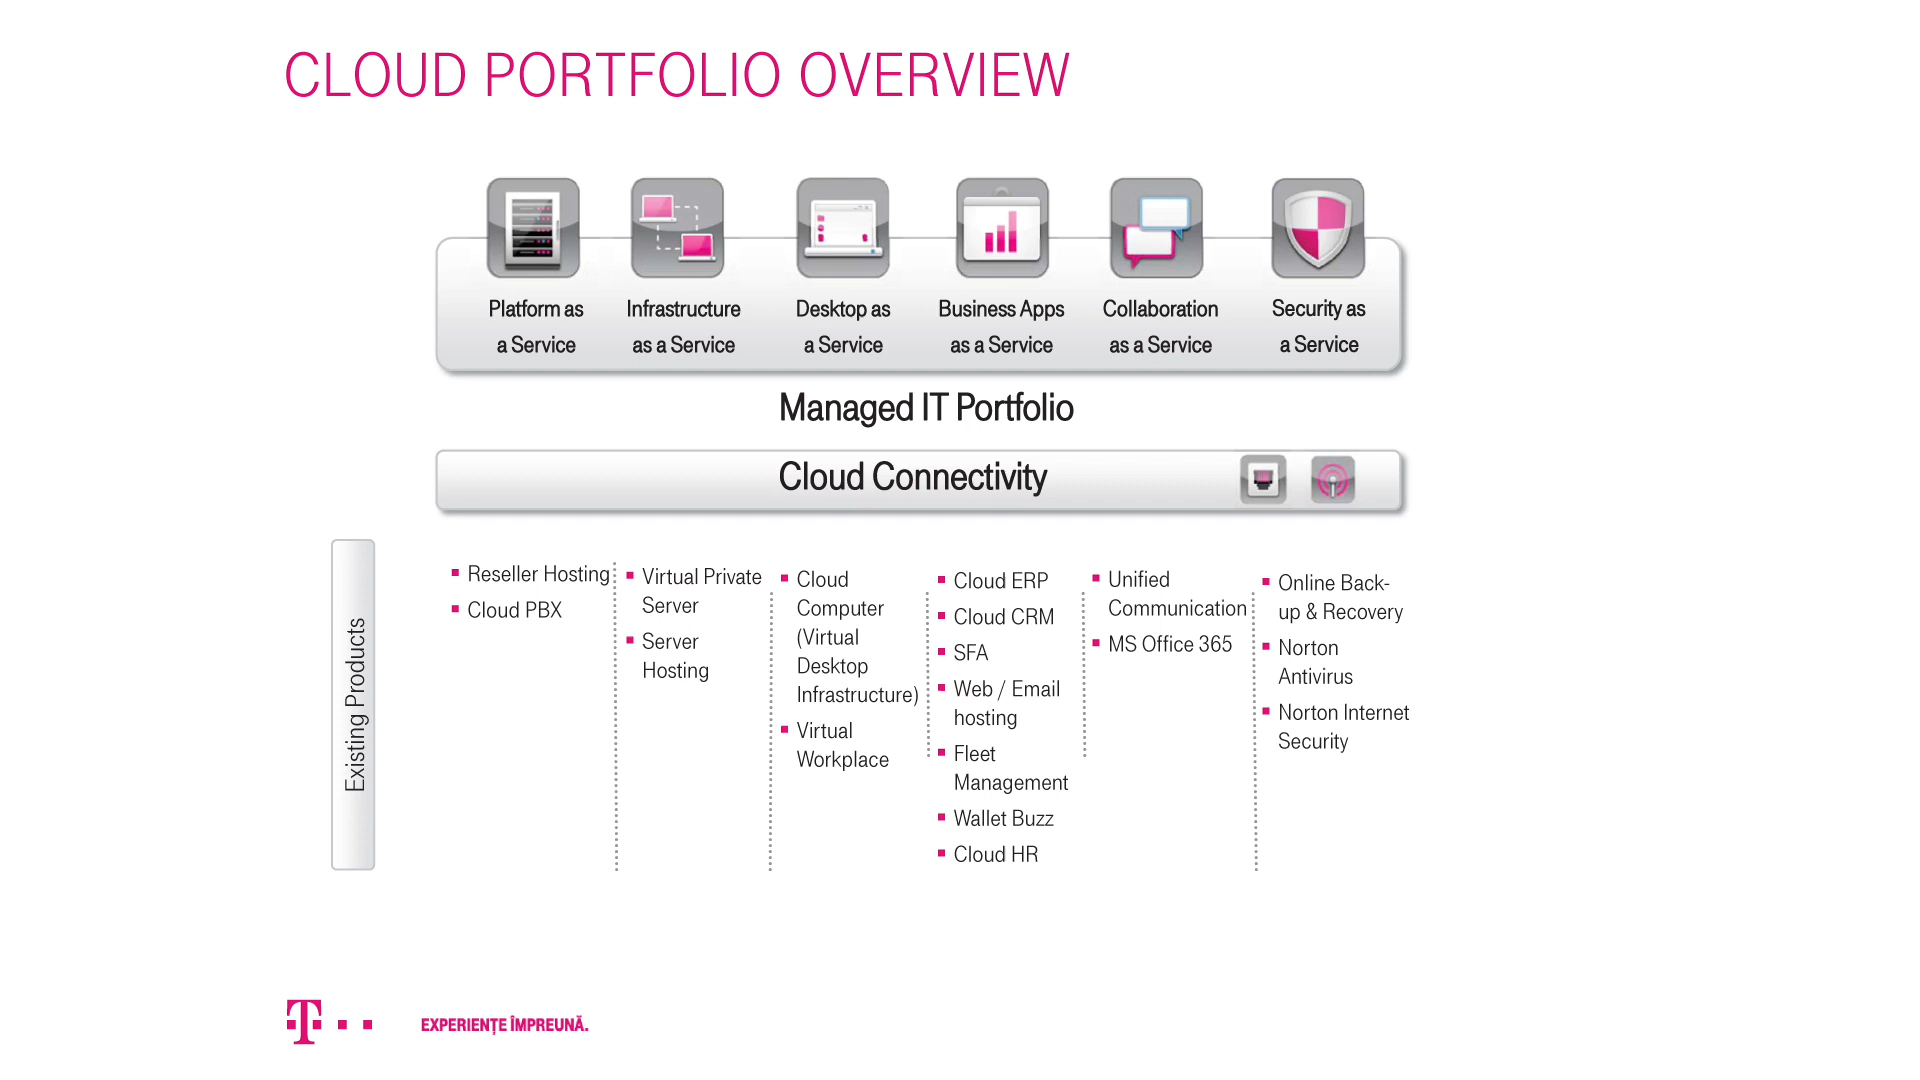 CLOUD PORTFOLIO OVERVIEW
Platform as
a Service
Infrastructure
as a Service
Desktop as
a Service
Business Apps
as a Service
Collaboration
as a Service
Security as
a Service
Managed IT Portfolio
Cloud Connectivity
Existing Products
Reseller Hosting
Cloud PBX
Virtual Private
Server
Server
Hosting
Cloud
Computer
(Virtual
Desktop
Infrastructure)
Virtual
Workplace
Cloud ERP
Cloud CRM
SFA
Web / Email
hosting
Fleet
Management
Wallet Buzz
Cloud HR
Unified
Communication
MS Office 365
Online Back-
up & Recovery
Norton
Antivirus
Norton Internet
Security
T
EXPERIENȚE ÎMPREUNĂ.